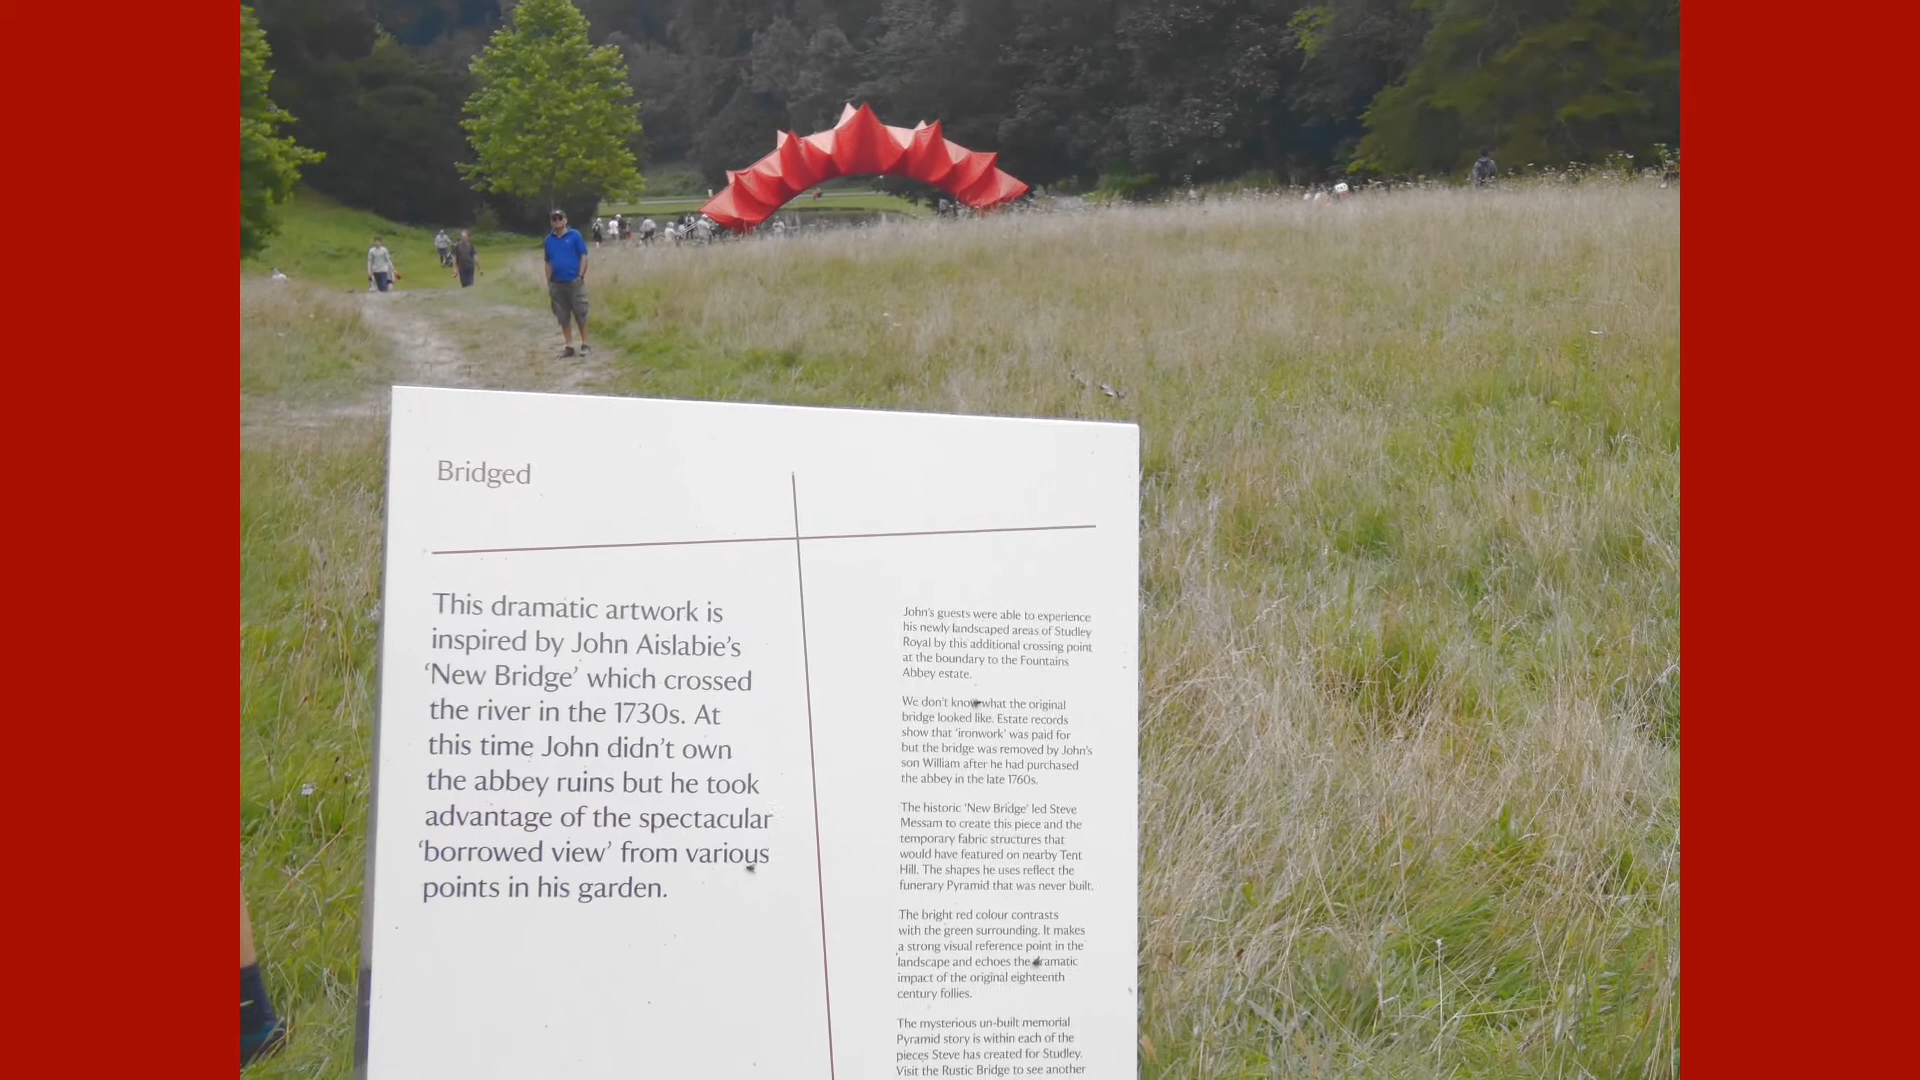 Bridged
This dramatic artwork is
inspired by John Aislabie's
'New Bridge' which crossed
the river in the 1730s. At
this time John didn't own
the abbey ruins but he took
advantage of the spectacular
'borrowed view' from various
points in his garden.
John's guests were able to experience
his newly landscaped areas of Studley
Royal by this additional crossing point
at the boundary to the Fountains
Abbey estate.
We don't know what the original
bridge looked like. Estate records
show that 'ironwork' was paid for
but the bridge was removed by John's
son William after he had purchased
the abbey in the late 1760s.
The historic 'New Bridge' led Steve
Messam to create this piece and the
temporary fabric structures that
would have featured on nearby Tent
Hill. The shapes he uses reflect the
funerary Pyramid that was never built.
The bright red colour contrasts
with the green surrounding. It makes
a strong visual reference point in the
landscape and echoes the dramatic
impact of the original eighteenth
century follies.
The mysterious un-built memorial
Pyramid story is within each of the
pieces Steve has created for Studley.
Visit the Rustic Bridge to see another